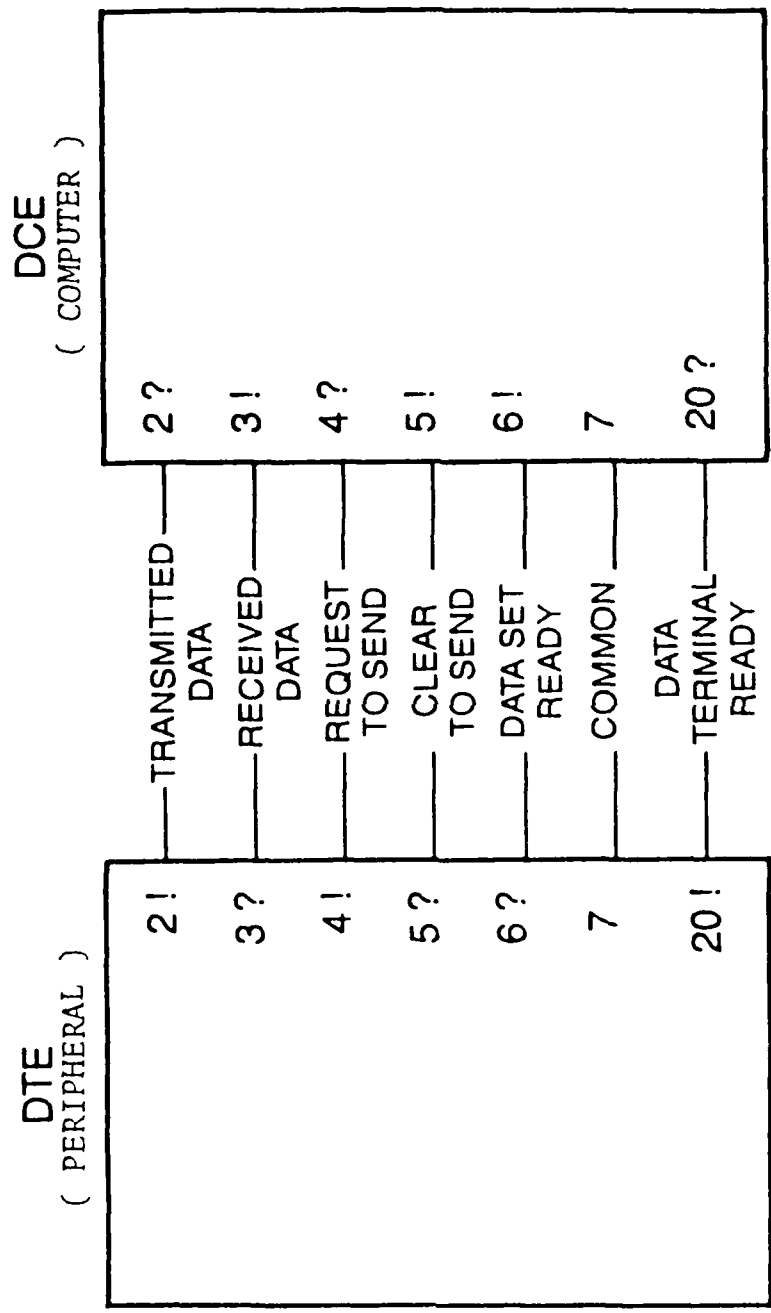 DTE
( PERIPHERAL )
2 !
3 ?
4 !
5 ?
6 ?
7
20 !
TRANSMITTED
DATA
RECEIVED
DATA
REQUEST
TO SEND
CLEAR
TO SEND
DATA SET
READY
COMMON
DATA
TERMINAL
READY
DCE
( COMPUTER )
2 ?
3 !
4 ?
5 !
6 !
7
20 ?